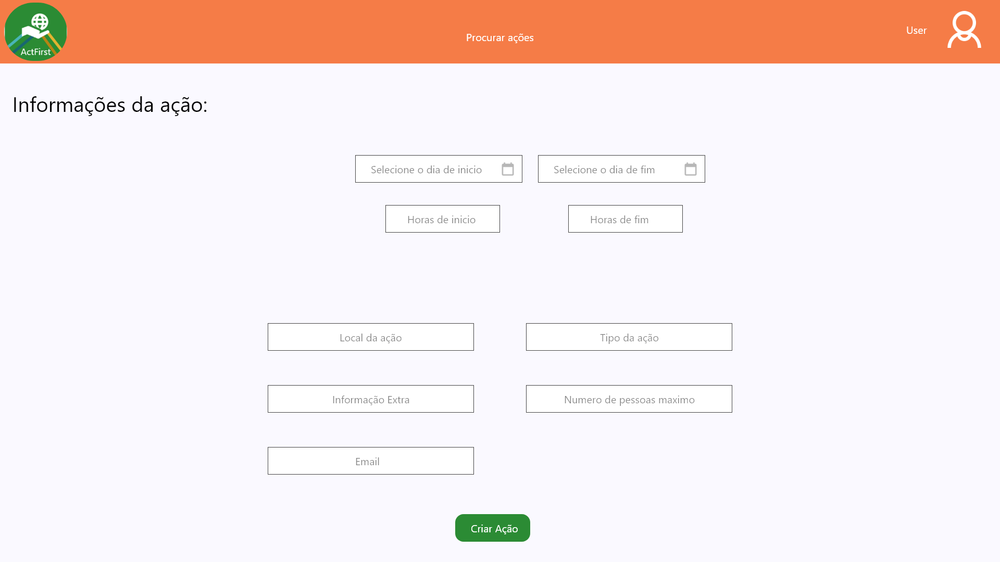 ActFirst
Procurar ações
User
Informações da ação:
Selecione o dia de inicio
Selecione o dia de fim
Horas de inicio
Horas de fim
Local da ação
Tipo da ação
Informação Extra
Numero de pessoas maximo
Email
Criar Ação